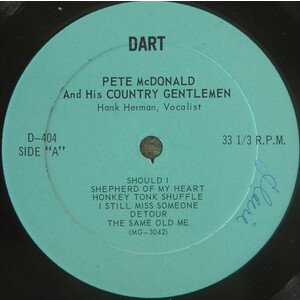 DART
PETE McDONALD
And His COUNTRY GENTLEMEN
Hank Herman, Vocalist
D-404 33 1/3 R.P.M.
SIDE "A"
SHOULD I
SHEPHERD OF MY HEART
HONKEY TONK SHUFFLE
I STILL MISS SOMEONE
DETOUR
THE SAME OLD ME
(MG-3042)